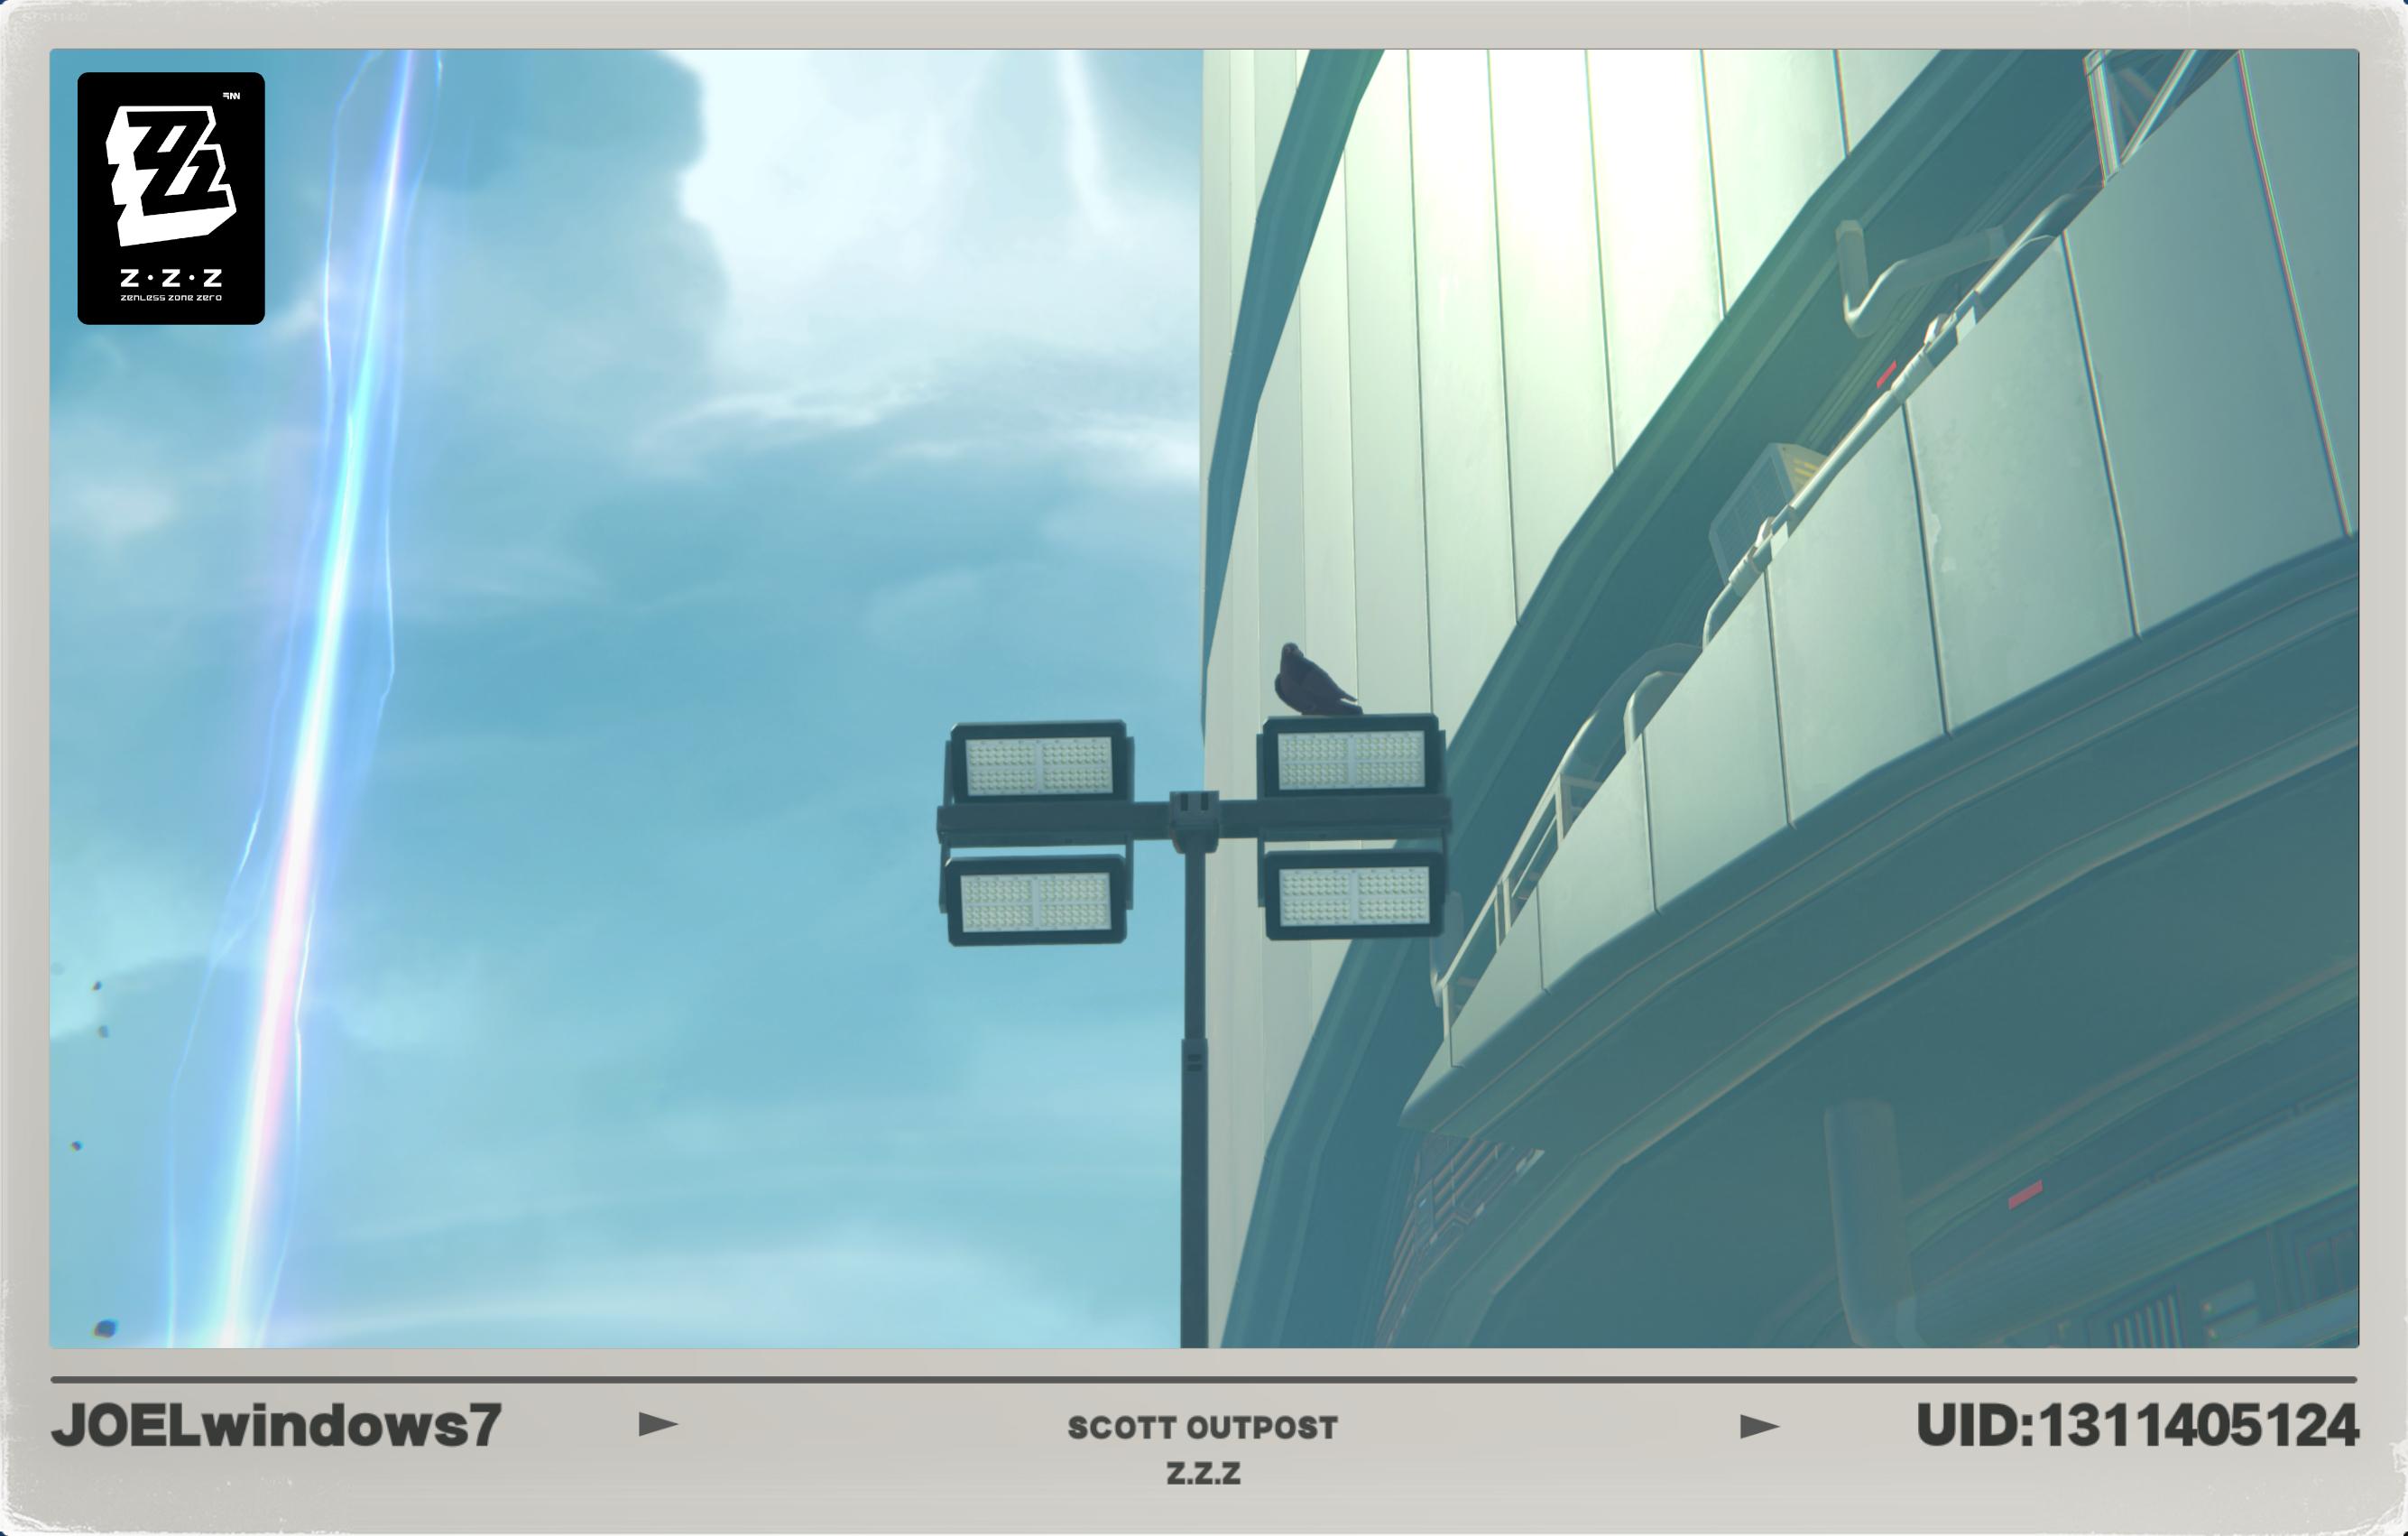 Z·Z·Z
zenless zone zero
JOELwindows7
SCOTT OUTPOST
UID:1311405124
Z.Z.Z